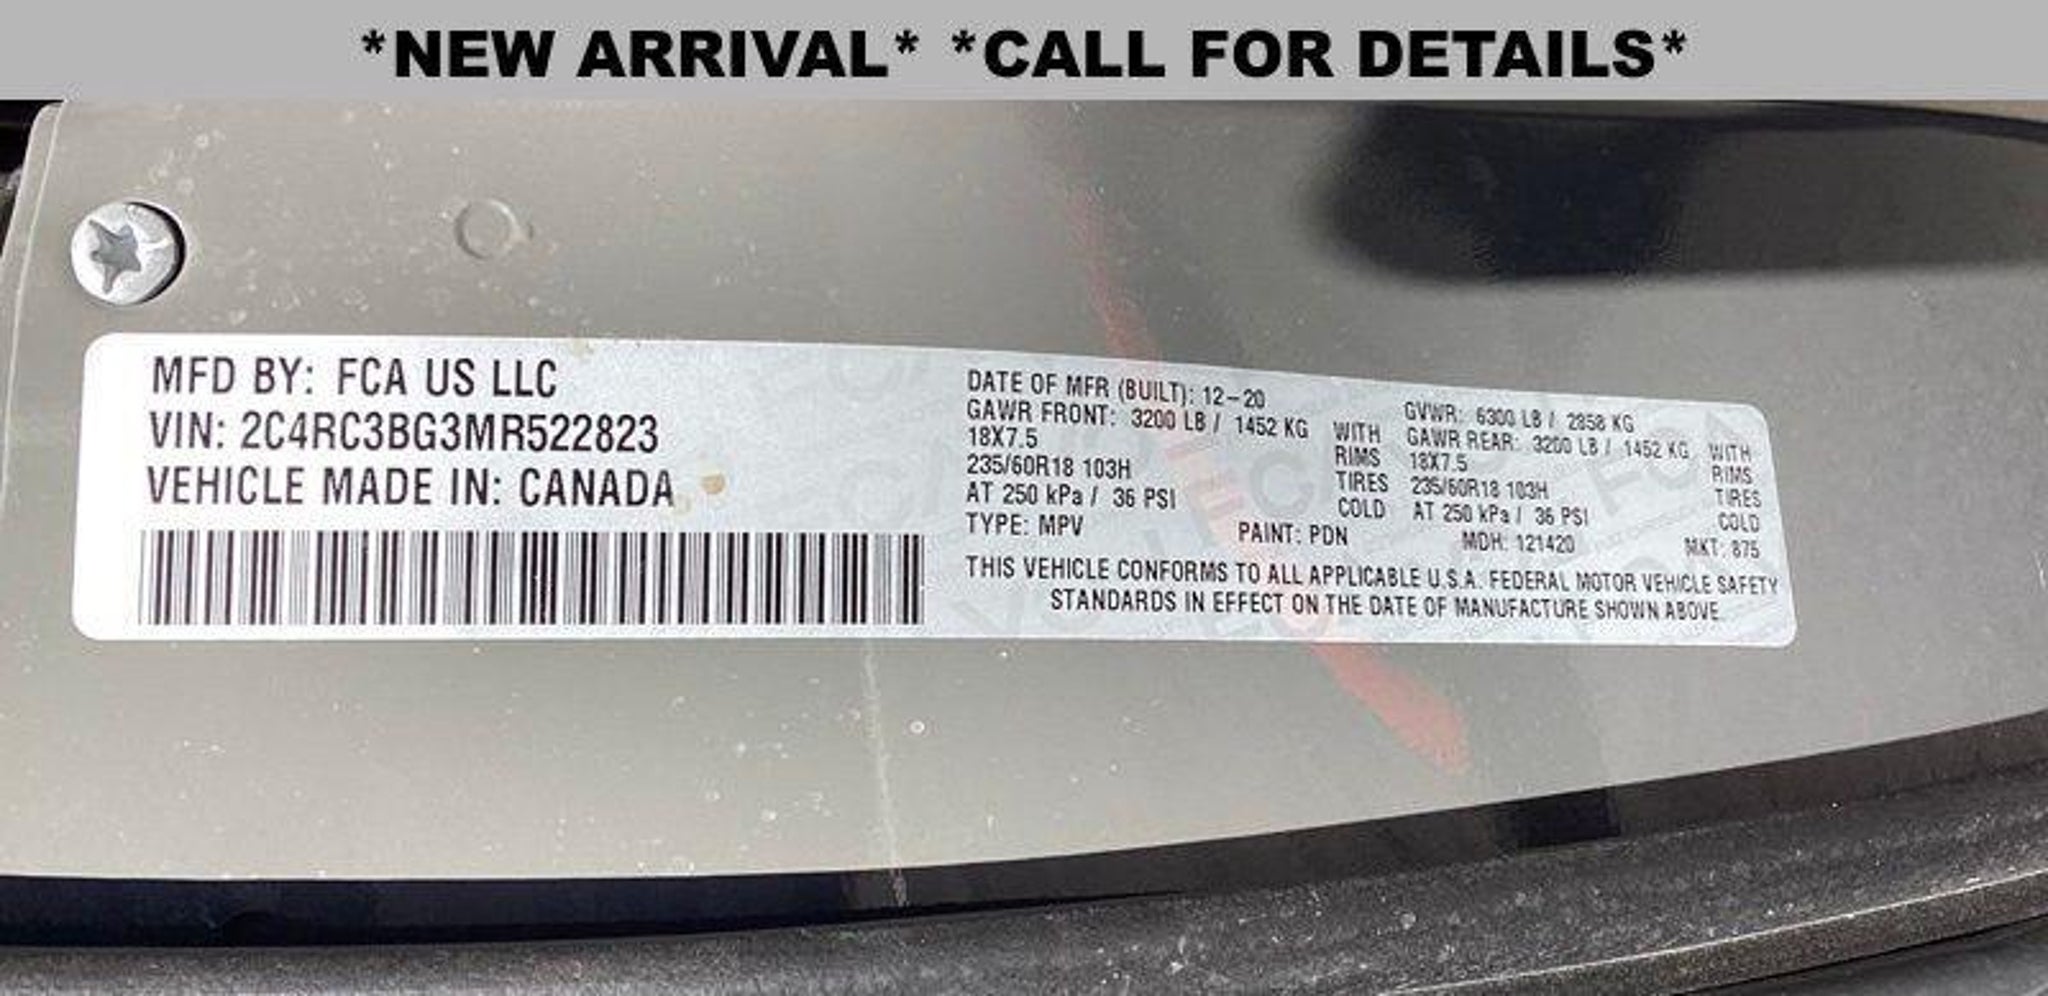 *NEW ARRIVAL* *CALL FOR DETAILS*
MFD BY: FCA US LLC
VIN: 2C4RC3BG3MR522823
VEHICLE MADE IN: CANADA
DATE OF MFR (BUILT): 12-20
GAWR FRONT: 3200 LB / 1452 KG WITH
18X7.5 RIMS
235/60R18 103H TIRES
AT 250 kPa / 36 PSI COLD
GVWR: 6300 LB / 2858 KG
GAWR REAR: 3200 LB / 1452 KG WITH
18X7.5 RIMS
235/60R18 103H TIRES
AT 250 kPa / 36 PSI COLD
TYPE: MPV PAINT: PDN MDH: 121420 MKT: 875
THIS VEHICLE CONFORMS TO ALL APPLICABLE U.S.A. FEDERAL MOTOR VEHICLE SAFETY
STANDARDS IN EFFECT ON THE DATE OF MANUFACTURE SHOWN ABOVE.